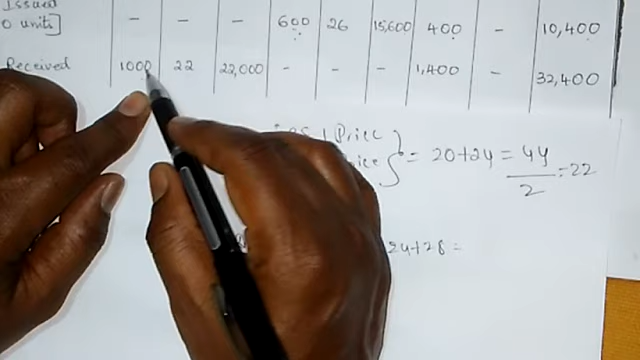 Issued
0 units] - - - 600 26 15,600 400 - 10,400
Received 1000 22 22,000 - - - 1,400 - 32,400
Price
= 20+24 = 44
2 = 22
24+28 =